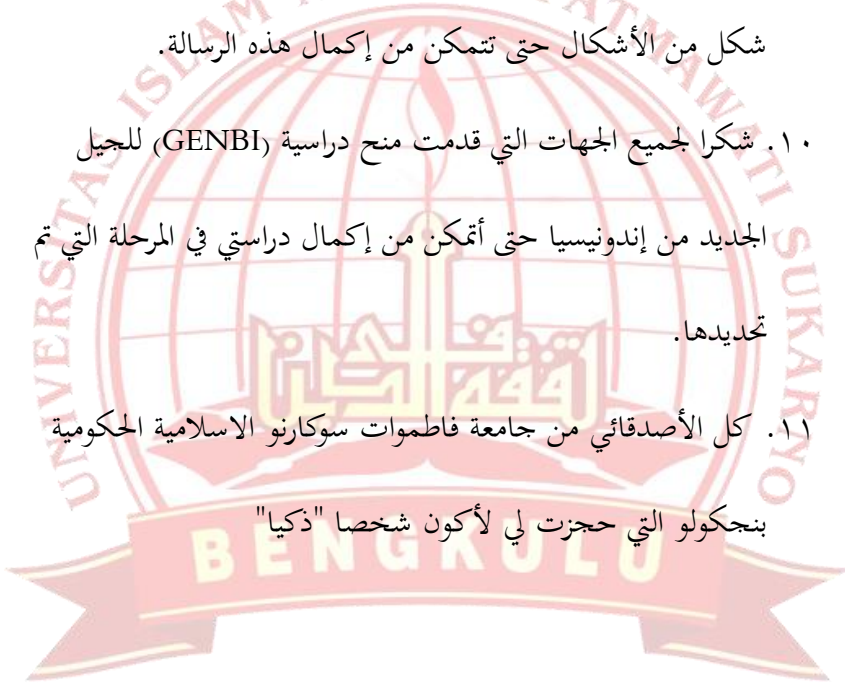 شكل من الأشكال حتى تتمكن من إكمال هذه الرسالة.
١٠. شكرا لجميع الجهات التي قدمت منح دراسية (GENBI) للجيل
الجديد من إندونيسيا حتى أتمكن من إكمال دراستي في المرحلة التي تم
تحديدها.
١١. كل الأصدقائي من جامعة فاطموات سوكارنو الاسلامية الحكومية
بنجكولو التي حجزت لي لأكون شخصا "ذكيا"
BENGKULU